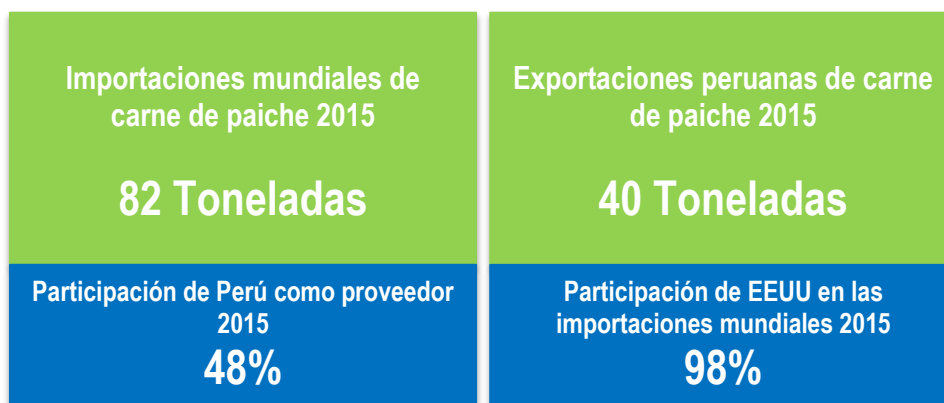 Importaciones mundiales de
carne de paiche 2015
82 Toneladas
Participación de Perú como proveedor
2015
48%
Exportaciones peruanas de carne
de paiche 2015
40 Toneladas
Participación de EEUU en las
importaciones mundiales 2015
98%